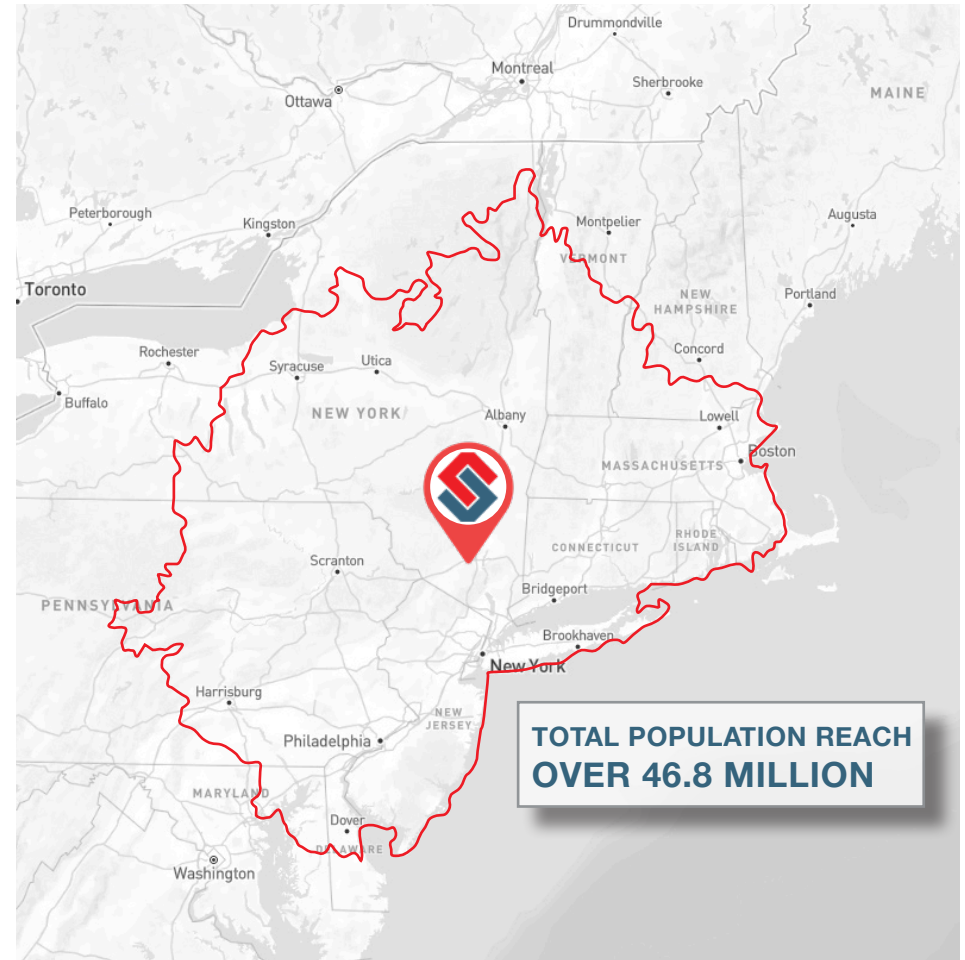 Drummondville
Montreal
Sherbrooke
MAINE
Ottawa
Peterborough
Kingston
Montpelier
Augusta
VERMONT
Toronto
NEW
HAMPSHIRE
Portland
Rochester
Syracuse
Utica
Concord
Buffalo
NEW YORK
Albany
Lowell
Boston
MASSACHUSETTS
RHODE
ISLAND
CONNECTICUT
Scranton
Bridgeport
PENNSYLVANIA
Brookhaven
New York
Harrisburg
NEW
JERSEY
Philadelphia
TOTAL POPULATION REACH
OVER 46.8 MILLION
MARYLAND
Dover
DELAWARE
Washington